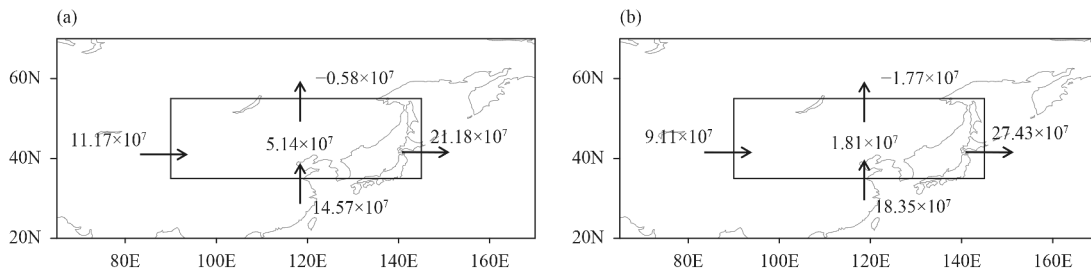 (a)
60N
40N
20N
−0.58×10⁷
11.17×10⁷
5.14×10⁷
21.18×10⁷
14.57×10⁷
80E 100E 120E 140E 160E
(b)
60N
40N
20N
−1.77×10⁷
9.11×10⁷
1.81×10⁷
27.43×10⁷
18.35×10⁷
80E 100E 120E 140E 160E